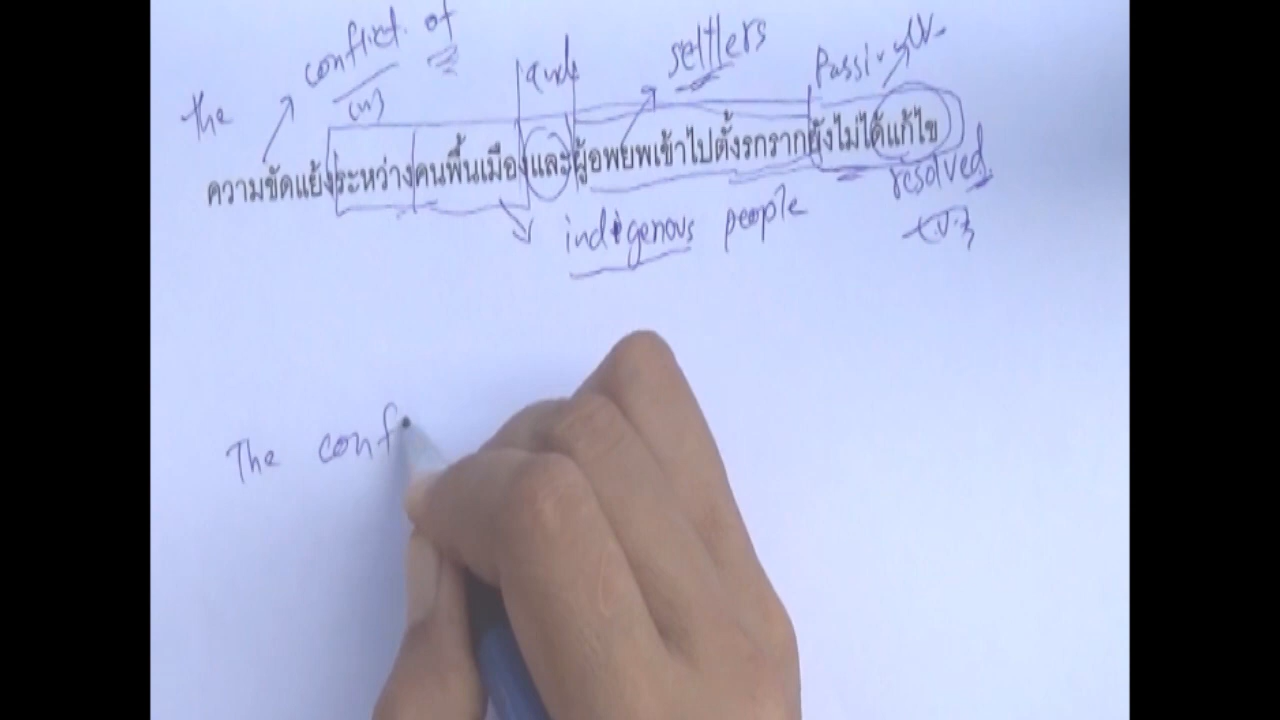 the conflict of
(n)
and
settlers
Passive
ความขัดแย้งระหว่างคนพื้นเมืองและผู้อพยพเข้าไปตั้งรกรากยังไม่ได้แก้ไข
indigenous people
resolved
The conf